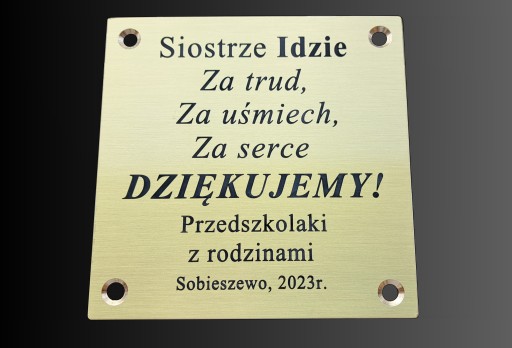 Siostrze Idzie
Za trud,
Za uśmiech,
Za serce
DZIĘKUJEMY!
Przedszkolaki
z rodzinami
Sobieszewo, 2023r.